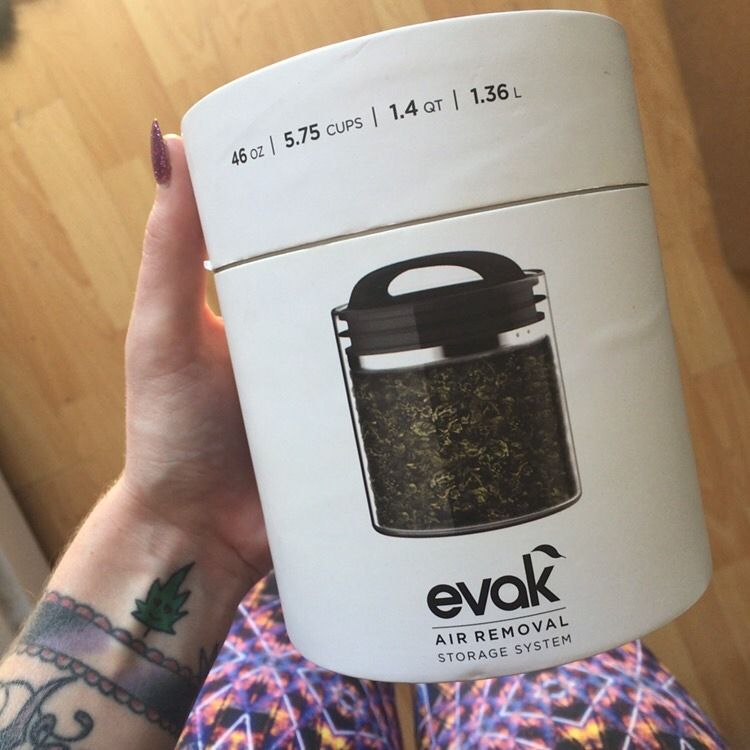 46 OZ | 5.75 CUPS | 1.4 QT | 1.36 L
evak
AIR REMOVAL
STORAGE SYSTEM